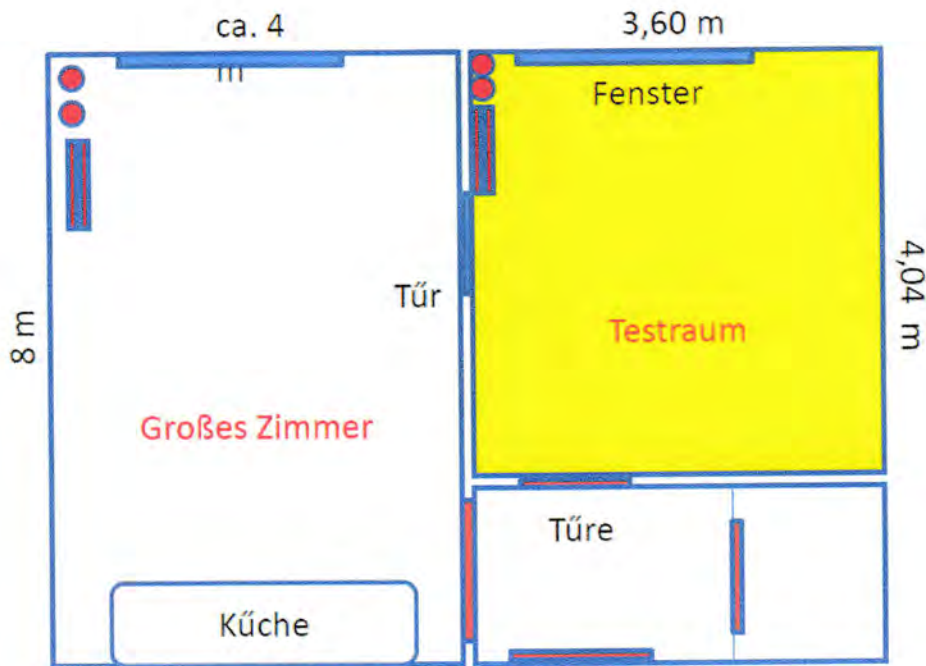 ca. 4
m
3,60 m
Fenster
4,04 m
Tűr
8 m
Testraum
Großes Zimmer
Tűre
Kűche